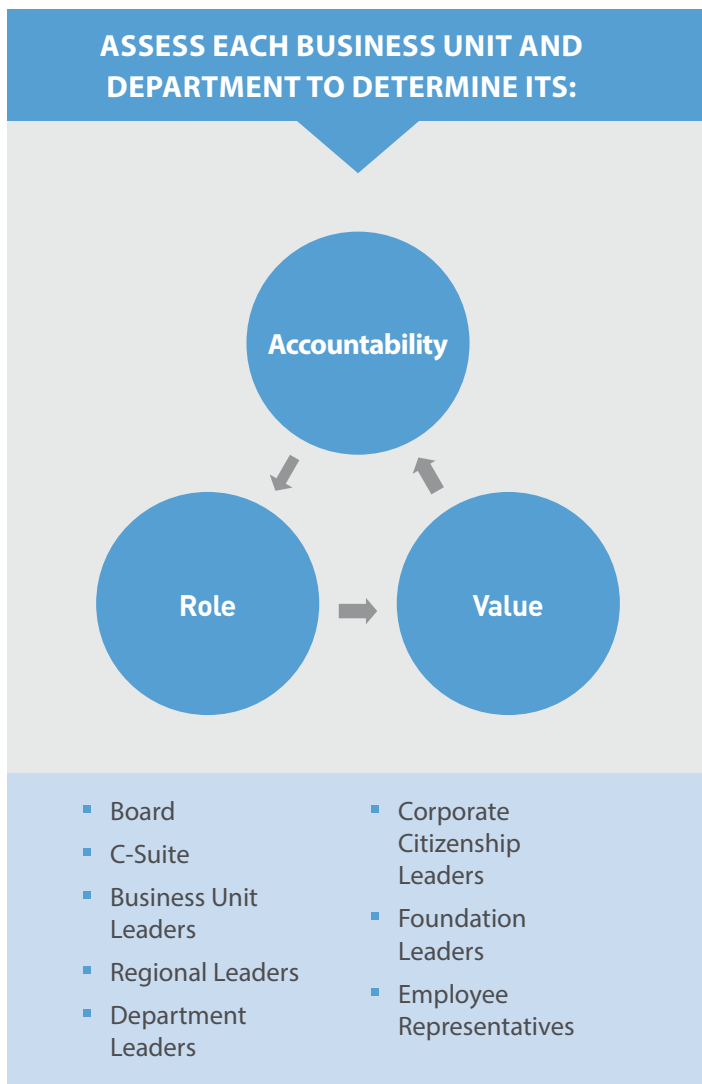 ASSESS EACH BUSINESS UNIT AND
DEPARTMENT TO DETERMINE ITS:
Accountability
Role
Value
Board
C-Suite
Business Unit
Leaders
Regional Leaders
Department
Leaders
Corporate
Citizenship
Leaders
Foundation
Leaders
Employee
Representatives